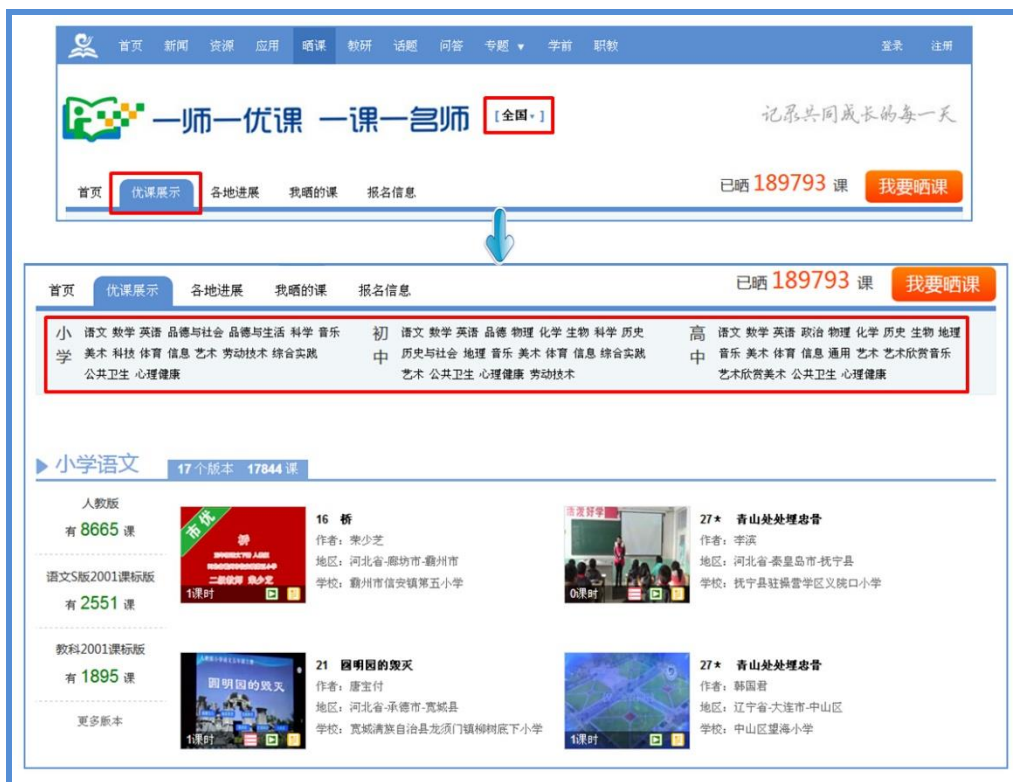 首页 新闻 资源 应用 晒课 教研 话题 问答 专题 ▼ 学前 职教 登录 注册
一师一优课 一课一名师 [全国▼] 记录共同成长的每一天
首页 优课展示 各地进展 我晒的课 报名信息 已晒 189793 课 我要晒课
首页 优课展示 各地进展 我晒的课 报名信息 已晒 189793 课 我要晒课
小学 语文 数学 英语 品德与社会 品德与生活 科学 音乐
美术 科技 体育 信息 艺术 劳动技术 综合实践
公共卫生 心理健康
初中 语文 数学 英语 品德 物理 化学 生物 科学 历史
历史与社会 地理 音乐 美术 体育 信息 综合实践
艺术 公共卫生 心理健康 劳动技术
高中 语文 数学 英语 政治 物理 化学 历史 生物 地理
音乐 美术 体育 信息 通用 艺术 艺术欣赏音乐
艺术欣赏美术 公共卫生 心理健康
小学语文 17个版本 17844 课
人教版
有 8665 课
语文S版2001课标版
有 2551 课
教科2001课标版
有 1895 课
更多版本
市优
桥
二级教师 柴少芝
1课时
16 桥
作者：柴少芝
地区：河北省-廊坊市-霸州市
学校：霸州市信安镇第五小学
0课时
27* 青山处处埋忠骨
作者：李滨
地区：河北省-秦皇岛市-抚宁县
学校：抚宁县驻操营学区义院口小学
圆明园的毁灭
1课时
21 圆明园的毁灭
作者：唐宝付
地区：河北省-承德市-宽城县
学校：宽城满族自治县龙须门镇柳树底下小学
1课时
27* 青山处处埋忠骨
作者：韩国君
地区：辽宁省-大连市-中山区
学校：中山区望海小学